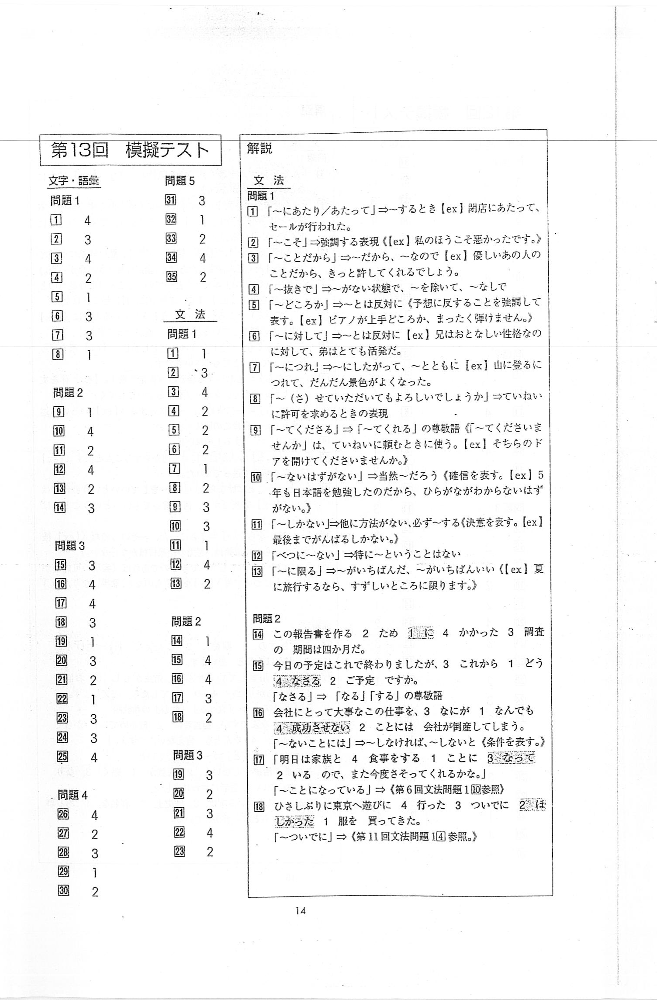 第13回 模擬テスト
文字・語彙
問題1
1 4
2 3
3 4
4 2
5 1
6 3
7 3
8 1
問題2
9 1
10 4
11 2
12 4
13 2
14 3
問題3
15 3
16 4
17 4
18 3
19 1
20 3
21 2
22 1
23 3
24 3
25 4
問題4
26 4
27 2
28 3
29 1
30 2
問題5
31 3
32 1
33 2
34 4
35 2
文法
問題1
1 1
2 3
3 4
4 2
5 2
6 2
7 1
8 2
9 3
10 3
11 1
12 4
13 2
問題2
14 1
15 4
16 4
17 3
18 2
問題3
19 3
20 2
21 3
22 4
23 2
解説
文法
問題1
1 「〜にあたり/あたって」⇒〜するとき【ex】閉店にあたって、
セールが行われた。
2 「〜こそ」⇒強調する表現《【ex】私のほうこそ悪かったです。》
3 「〜ことだから」⇒〜だから、〜なので【ex】優しいあの人の
ことだから、きっと許してくれるでしょう。
4 「〜抜きで」⇒〜がない状態で、〜を除いて、〜なしで
5 「〜どころか」⇒〜とは反対に《予想に反することを強調して
表す。【ex】ピアノが上手どころか、まったく弾けません。》
6 「〜に対して」⇒〜とは反対に【ex】兄はおとなしい性格なの
に対して、弟はとても活発だ。
7 「〜につれ」⇒〜にしたがって、〜とともに【ex】山に登るに
つれて、だんだん景色がよくなった。
8 「〜(さ)せていただいてもよろしいでしょうか」⇒ていねい
に許可を求めるときの表現
9 「〜てくださる」⇒「〜てくれる」の尊敬語《「〜てくださいま
せんか」は、ていねいに頼むときに使う。【ex】そちらのド
アを開けてくださいませんか。》
10 「〜ないはずがない」⇒当然〜だろう《確信を表す。【ex】5
年も日本語を勉強したのだから、ひらがながわからないはず
がない。》
11 「〜しかない」⇒他に方法がない、必ず〜する《決意を表す。【ex】
最後までがんばるしかない。》
12 「べつに〜ない」⇒特に〜ということはない
13 「〜に限る」⇒〜がいちばんだ、〜がいちばんいい《【ex】夏
に旅行するなら、すずしいところに限ります。》
問題2
14 この報告書を作る 2 ため 1 に 4 かかった 3 調査
の 期間は四か月だ。
15 今日の予定はこれで終わりましたが、3 これから 1 どう
4 なさる 2 ご予定 ですか。
「なさる」⇒「なる」「する」の尊敬語
16 会社にとって大事なこの仕事を、3 なにが 1 なんでも
4 成功させない 2 ことには 会社が倒産してしまう。
「〜ないことには」⇒〜しなければ、〜しないと《条件を表す。》
17 「明日は家族と 4 食事をする 1 ことに 3 なって
2 いる ので、また今度さそってくれるかな。」
「〜ことになっている」⇒《第6回文法問題1 10 参照》
18 ひさしぶりに東京へ遊びに 4 行った 3 ついでに 2 ほ
しかった 1 服を 買ってきた。
「〜ついでに」⇒《第11回文法問題1 4 参照。》
14